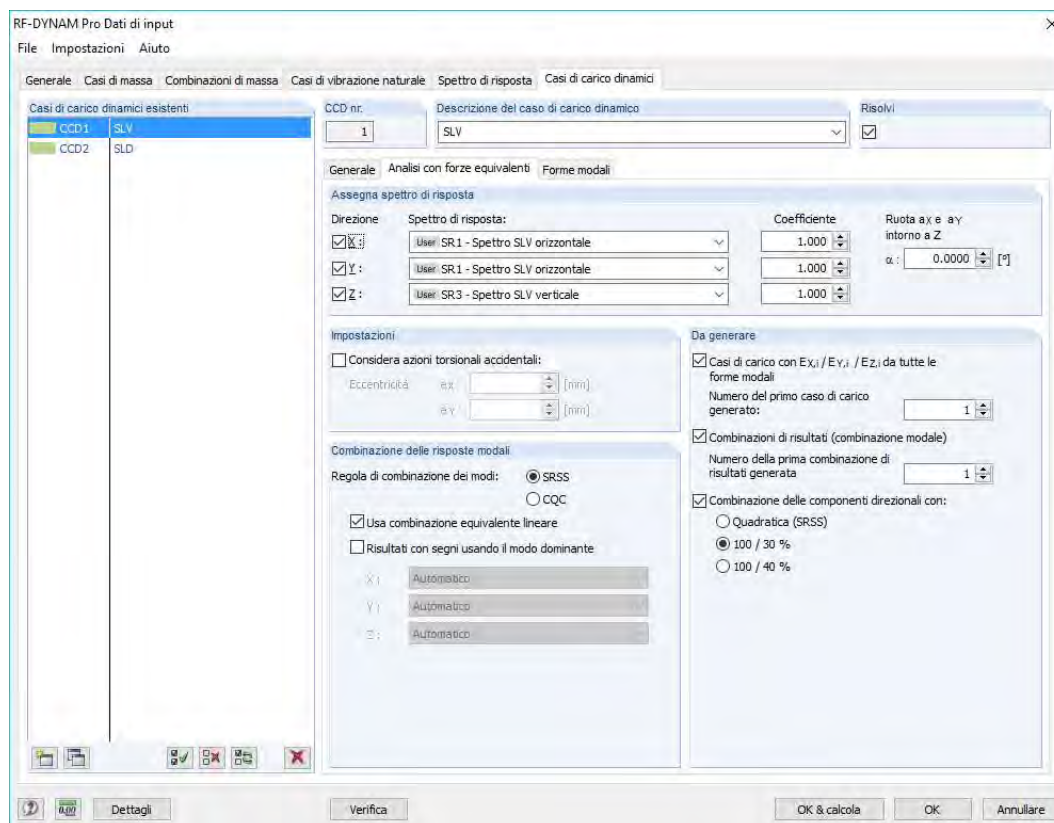 RF-DYNAM Pro Dati di input
File Impostazioni Aiuto
Generale Casi di massa Combinazioni di massa Casi di vibrazione naturale Spettro di risposta Casi di carico dinamici
Casi di carico dinamici esistenti
CCD1 SLV
CCD2 SLD
CCD nr.
1
Descrizione del caso di carico dinamico
SLV
Risolvi
Generale Analisi con forze equivalenti Forme modali
Assegna spettro di risposta
Direzione Spettro di risposta: Coefficiente Ruota aX e aY
intorno a Z
X : User SR1 - Spettro SLV orizzontale 1.000
α : 0.0000 [°]
Y : User SR1 - Spettro SLV orizzontale 1.000
Z : User SR3 - Spettro SLV verticale 1.000
Impostazioni
Considera azioni torsionali accidentali:
Eccentricità eX [mm]
eY [mm]
Combinazione delle risposte modali
Regola di combinazione dei modi: SRSS
CQC
Usa combinazione equivalente lineare
Risultati con segni usando il modo dominante
X : Automatico
Y : Automatico
Z : Automatico
Da generare
Casi di carico con EX,i / EY,i / EZ,i da tutte le
forme modali
Numero del primo caso di carico
generato: 1
Combinazioni di risultati (combinazione modale)
Numero della prima combinazione di
risultati generata 1
Combinazione delle componenti direzionali con:
Quadratica (SRSS)
100 / 30 %
100 / 40 %
0.00 Dettagli Verifica OK & calcola OK Annullare